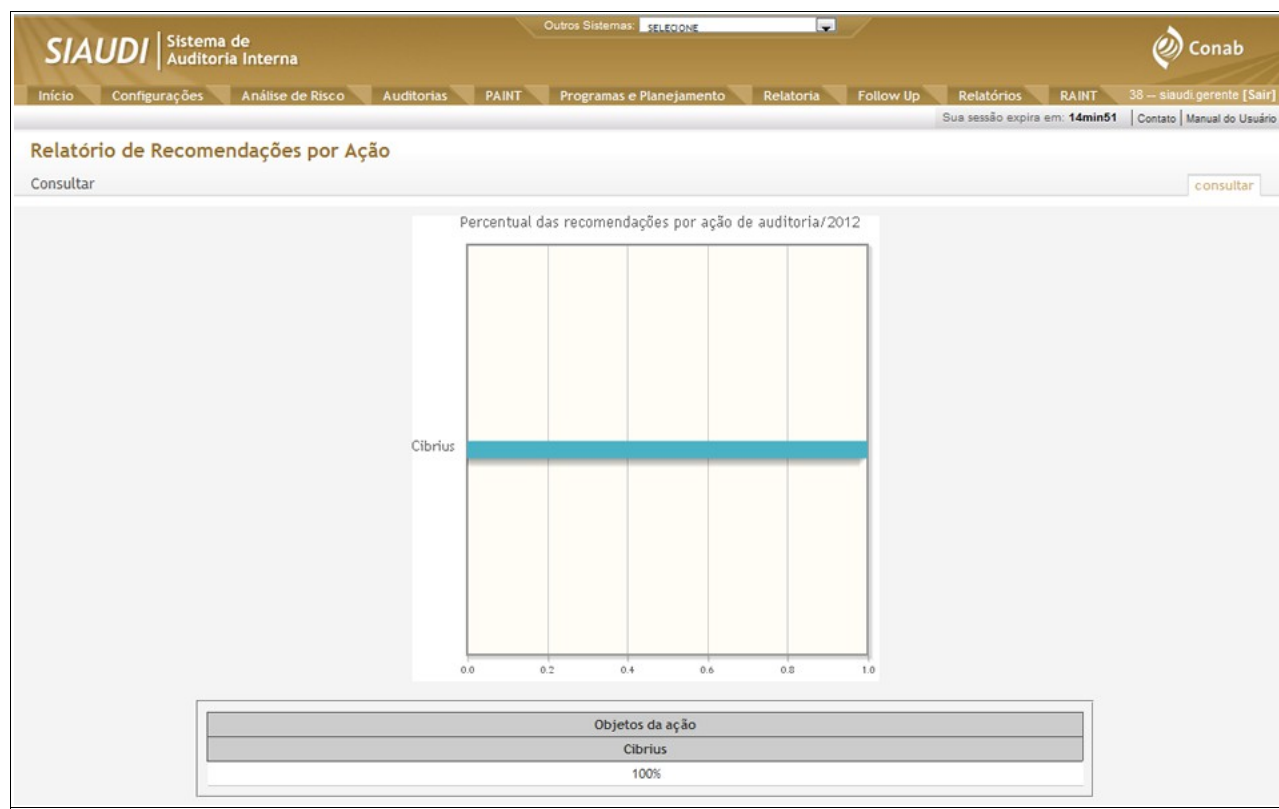 Outros Sistemas: SELECIONE
SIAUDI Sistema de Auditoria Interna
Conab
Início Configurações Análise de Risco Auditorias PAINT Programas e Planejamento Relatoria Follow Up Relatórios RAINT 38 — siaudi.gerente [Sair]
Sua sessão expira em: 14min51 | Contato | Manual do Usuário
Relatório de Recomendações por Ação
Consultar consultar
Percentual das recomendações por ação de auditoria/2012
Cibrius
0.0 0.2 0.4 0.6 0.8 1.0
Objetos da ação
Cibrius
100%